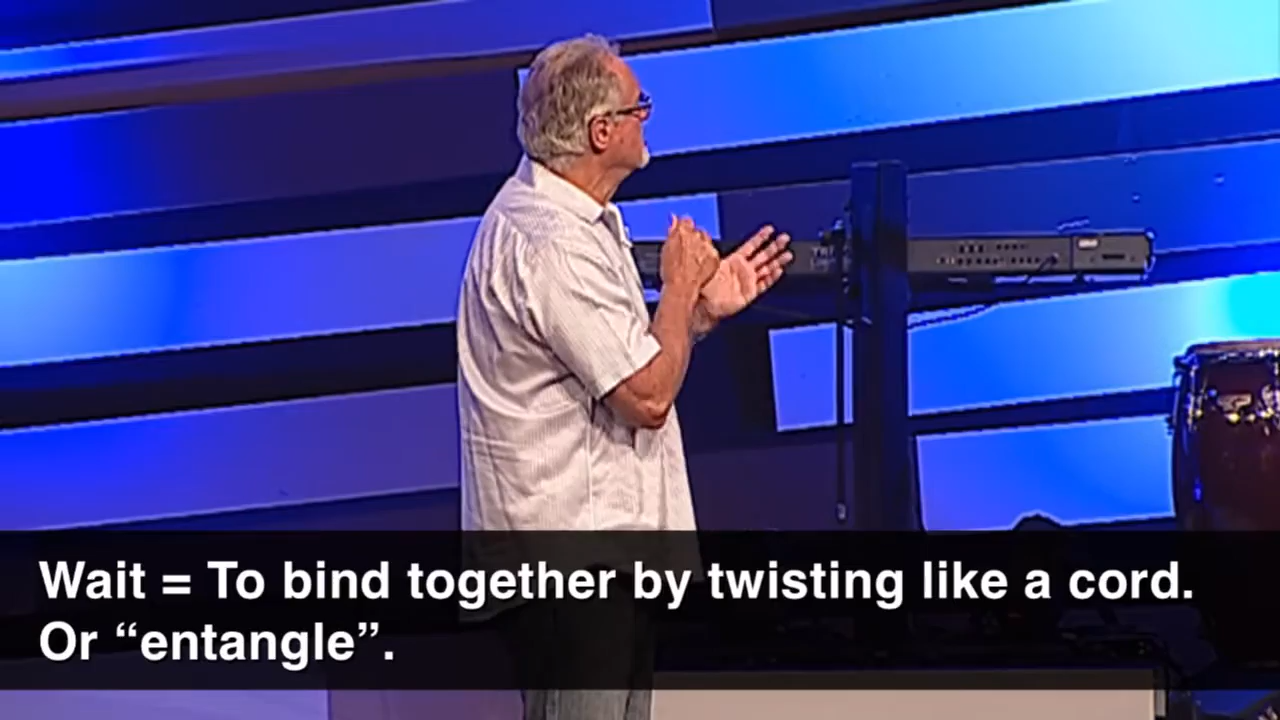 Wait = To bind together by twisting like a cord.
Or “entangle”.